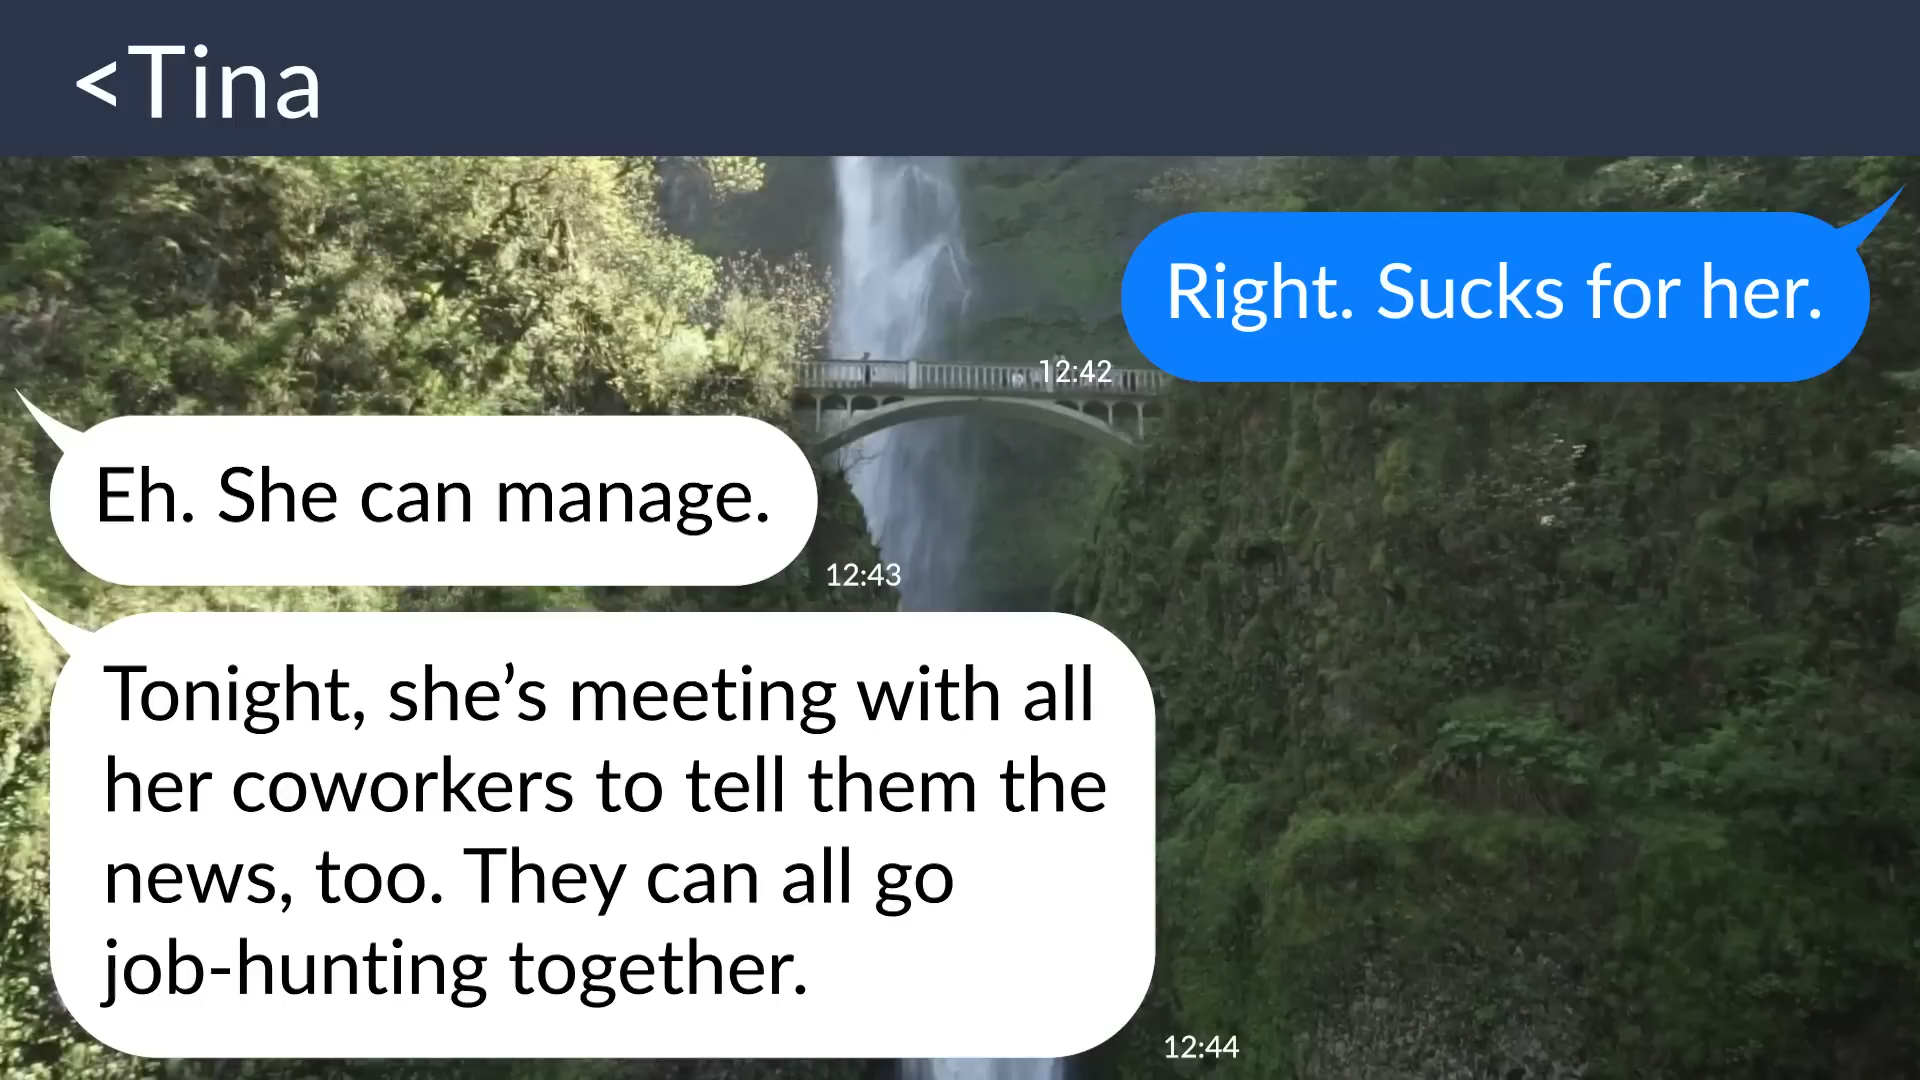 <Tina
Right. Sucks for her.
12:42
Eh. She can manage.
12:43
Tonight, she’s meeting with all
her coworkers to tell them the
news, too. They can all go
job-hunting together.
12:44